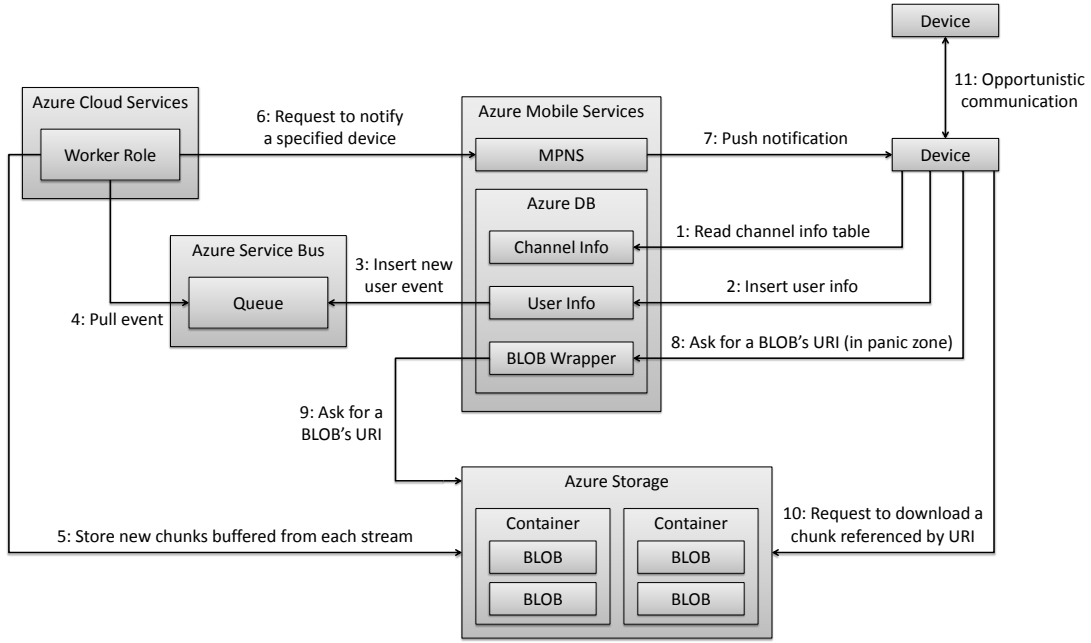 Device
11: Opportunistic
communication
Azure Cloud Services
Worker Role
6: Request to notify
a specified device
Azure Mobile Services
MPNS
7: Push notification
Device
Azure DB
Channel Info
1: Read channel info table
Azure Service Bus
Queue
3: Insert new
user event
User Info
2: Insert user info
4: Pull event
BLOB Wrapper
8: Ask for a BLOB's URI (in panic zone)
9: Ask for a
BLOB's URI
Azure Storage
Container
BLOB
BLOB
Container
BLOB
BLOB
5: Store new chunks buffered from each stream
10: Request to download a
chunk referenced by URI